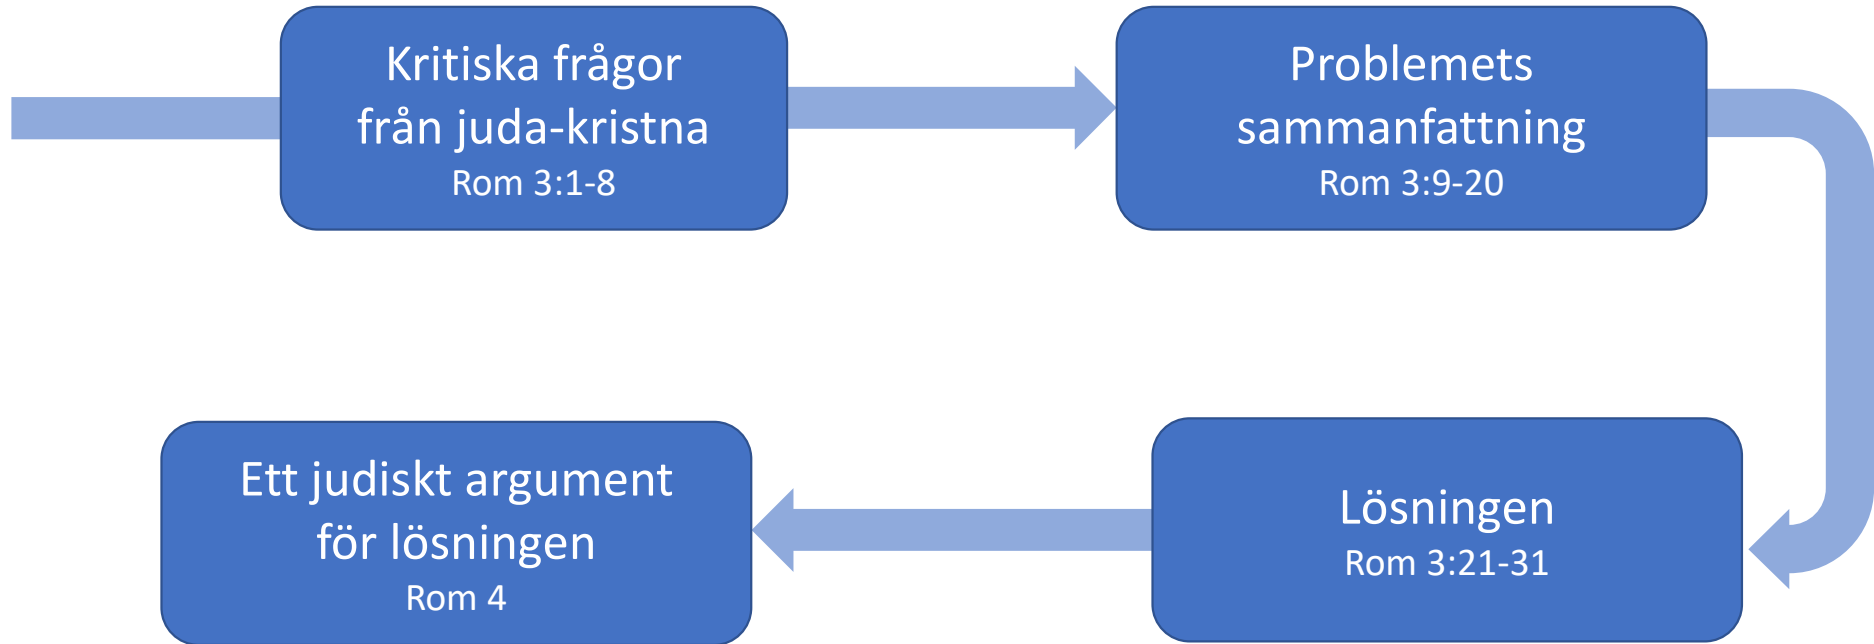 Kritiska frågor
från juda-kristna
Rom 3:1-8
Problemets
sammanfattning
Rom 3:9-20
Lösningen
Rom 3:21-31
Ett judiskt argument
för lösningen
Rom 4